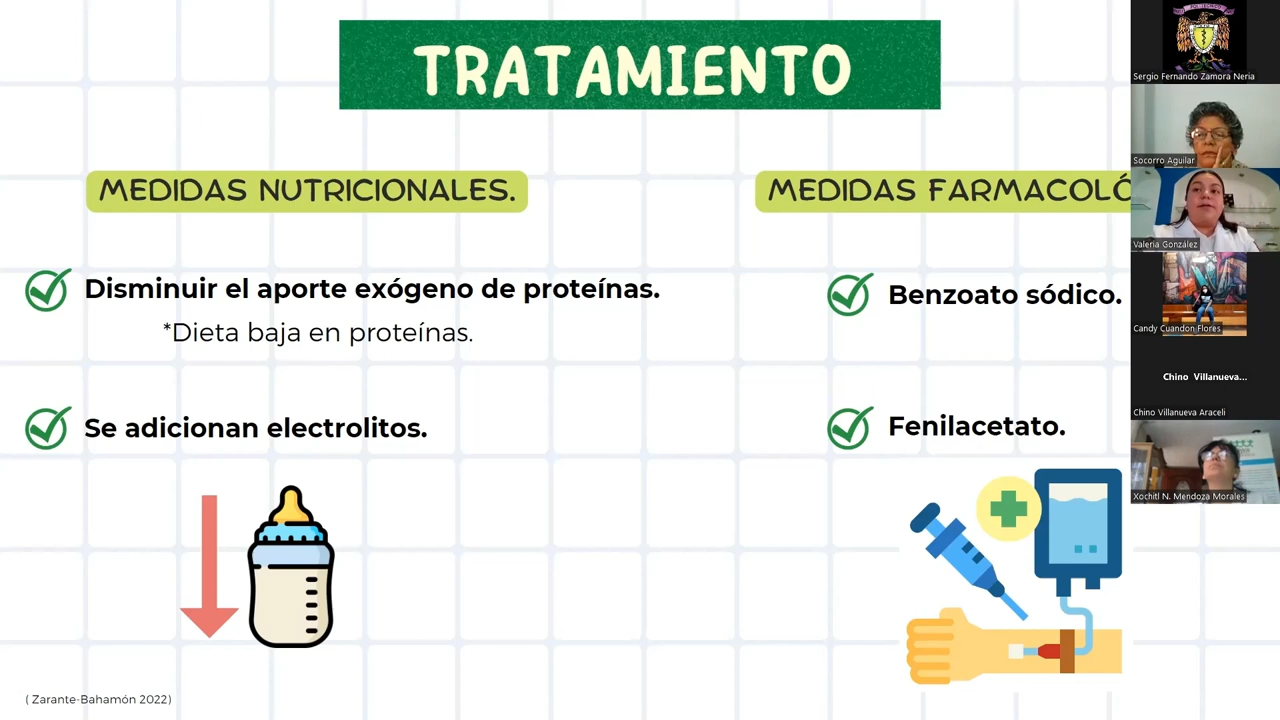 TRATAMIENTO
MEDIDAS NUTRICIONALES.
Disminuir el aporte exógeno de proteínas.
*Dieta baja en proteínas.
Se adicionan electrolitos.
MEDIDAS FARMACOLÓ
Benzoato sódico.
Fenilacetato.
( Zarante-Bahamón 2022)
Sergio Fernando Zamora Neria
Socorro Aguilar
Valeria González
Candy Cuandon Flores
Chino Villanueva...
Chino Villanueva Araceli
Xochitl N. Mendoza Morales